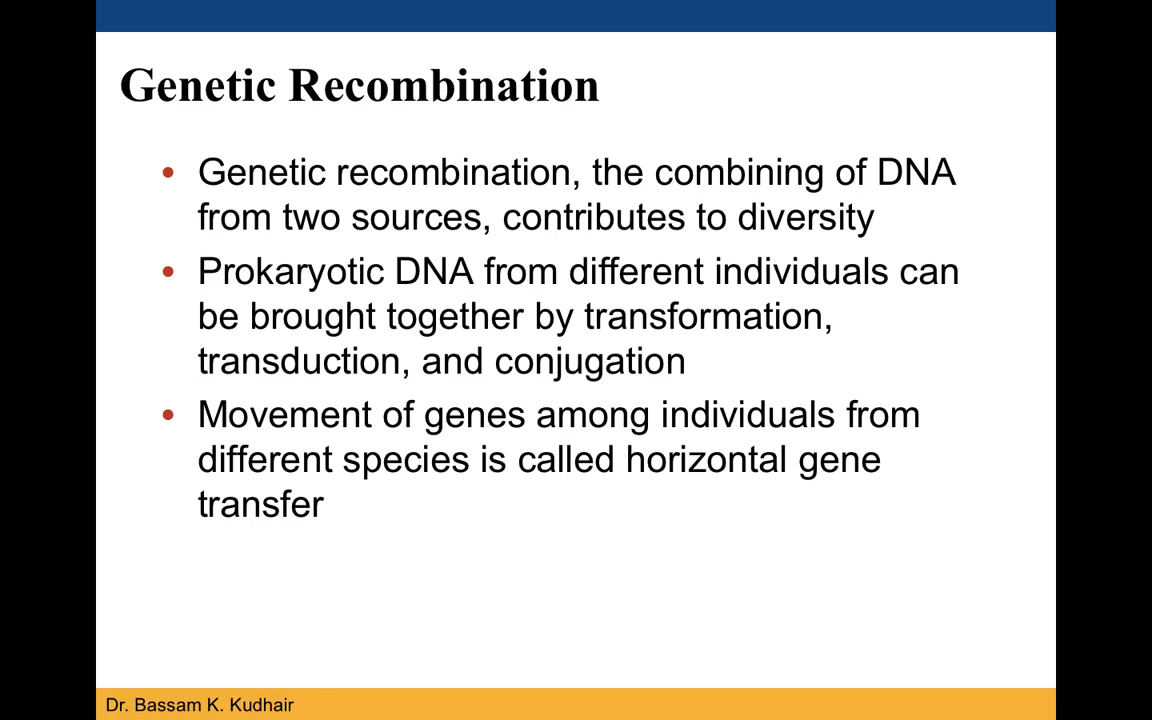 Genetic Recombination
• Genetic recombination, the combining of DNA
from two sources, contributes to diversity
• Prokaryotic DNA from different individuals can
be brought together by transformation,
transduction, and conjugation
• Movement of genes among individuals from
different species is called horizontal gene
transfer
Dr. Bassam K. Kudhair